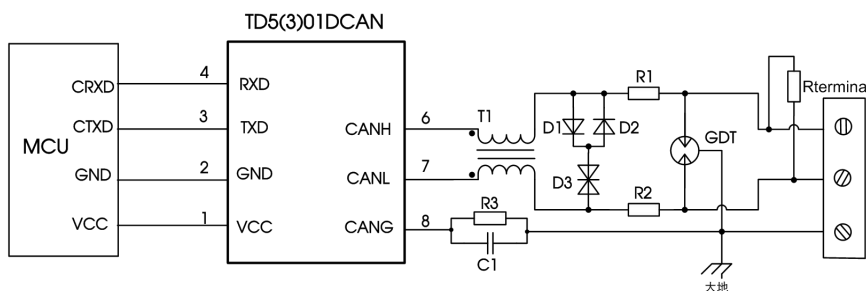 TD5(3)01DCAN
MCU
CRXD
CTXD
GND
VCC
4
3
2
1
RXD
TXD
GND
VCC
CANH
CANL
CANG
6
7
8
T1
D1
D2
D3
R1
R2
R3
C1
GDT
Rtermina
大地